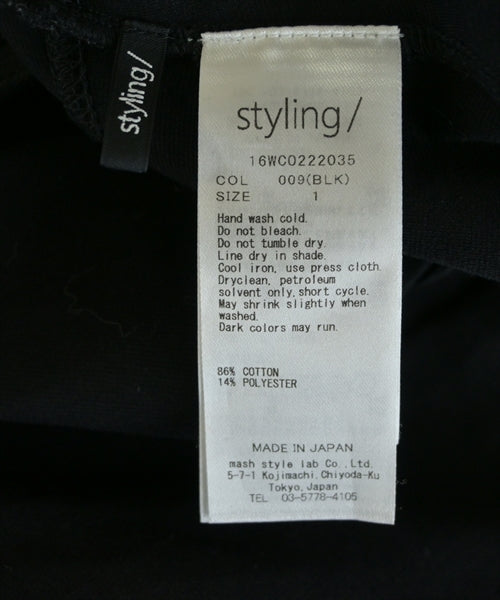 styling/
styling/
16WC0222035
COL 009(BLK)
SIZE 1
Hand wash cold.
Do not bleach.
Do not tumble dry.
Line dry in shade.
Cool iron, use press cloth.
Dryclean, petroleum
solvent only, short cycle.
May shrink slightly when
washed.
Dark colors may run.
86% COTTON
14% POLYESTER
MADE IN JAPAN
mash style lab Co.,Ltd.
5-7-1 Kojimachi, Chiyoda-Ku
Tokyo, Japan
TEL 03-5778-4105